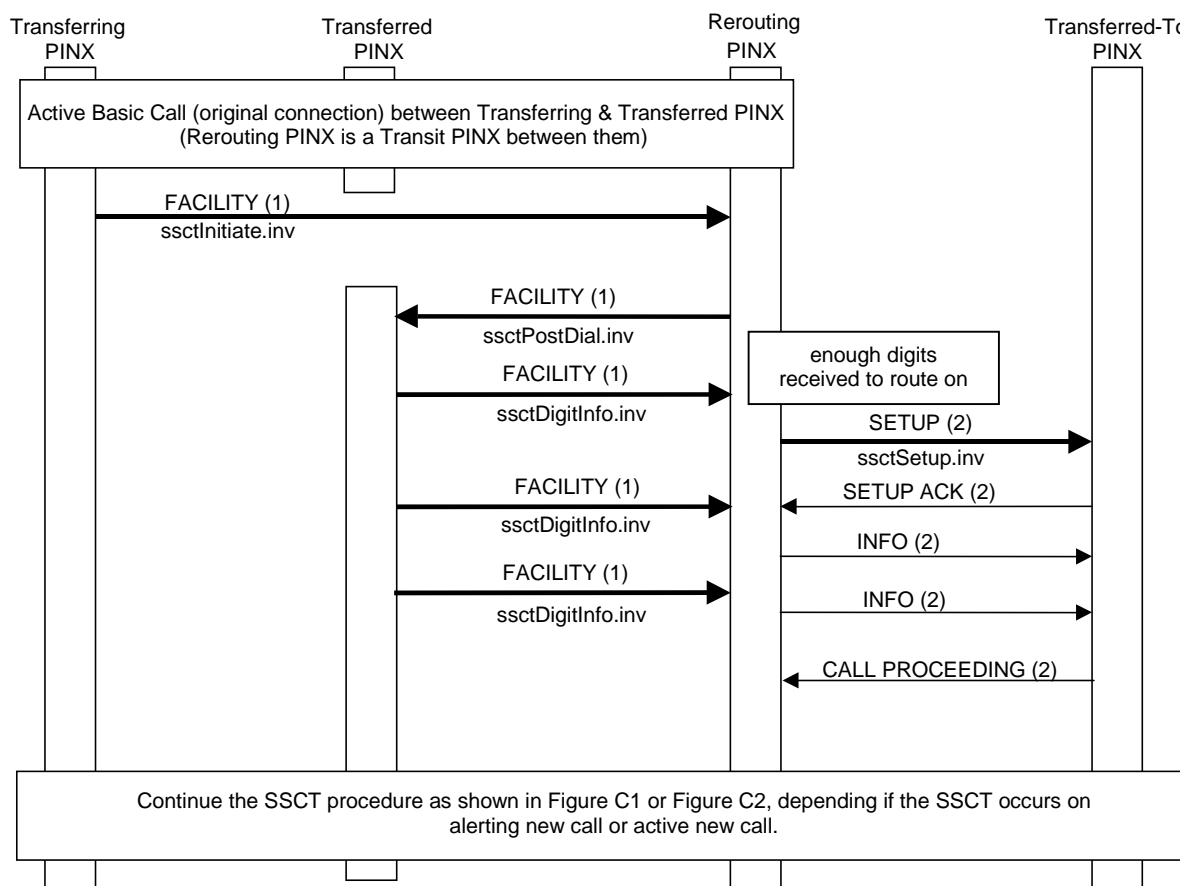 Transferring
PINX
Transferred
PINX
Rerouting
PINX
Transferred-To
PINX
Active Basic Call (original connection) between Transferring & Transferred PINX
(Rerouting PINX is a Transit PINX between them)
FACILITY (1)
ssctInitiate.inv
FACILITY (1)
ssctPostDial.inv
enough digits
received to route on
FACILITY (1)
ssctDigitInfo.inv
SETUP (2)
ssctSetup.inv
FACILITY (1)
ssctDigitInfo.inv
SETUP ACK (2)
INFO (2)
FACILITY (1)
ssctDigitInfo.inv
INFO (2)
CALL PROCEEDING (2)
Continue the SSCT procedure as shown in Figure C1 or Figure C2, depending if the SSCT occurs on
alerting new call or active new call.